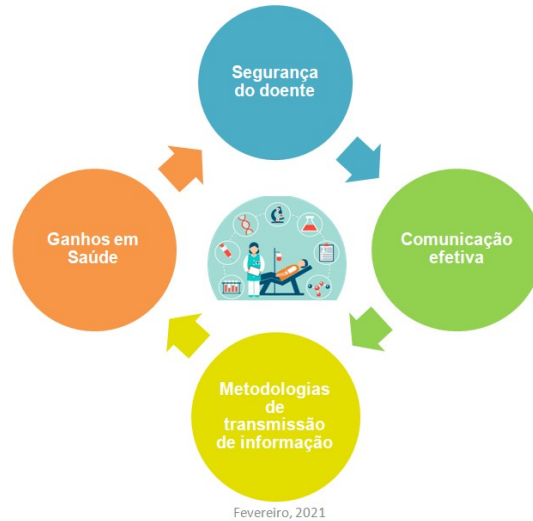 Segurança
do doente
Ganhos em
Saúde
Comunicação
efetiva
Metodologias
de
transmissão
de informação
Fevereiro, 2021